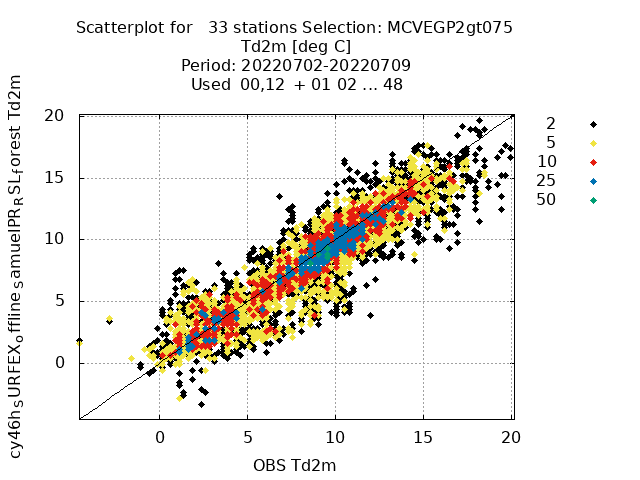 Scatterplot for 33 stations Selection: MCVEGP2gt075
Td2m [deg C]
Period: 20220702-20220709
Used 00,12 + 01 02 ... 48
cy46h_SURFEX_offline_samuelPR_RSL_forest Td2m
20
15
10
5
0
0 5 10 15 20
OBS Td2m
2
5
10
25
50